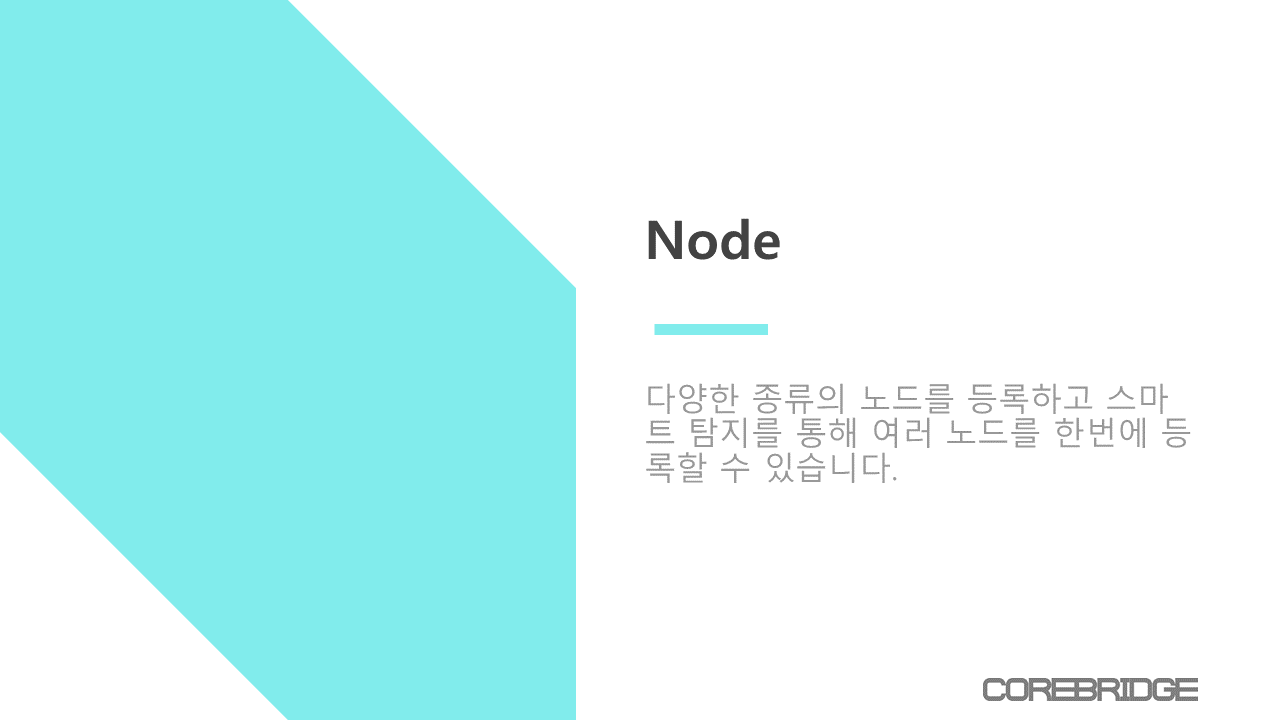 Node
다양한 종류의 노드를 등록하고 스마
트 탐지를 통해 여러 노드를 한번에 등
록할 수 있습니다.
COREBRIDGE